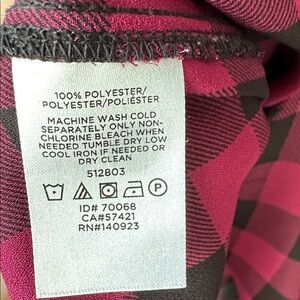 100% POLYESTER/
POLYESTER/POLIÉSTER
MACHINE WASH COLD
SEPARATELY ONLY NON-
CHLORINE BLEACH WHEN
NEEDED TUMBLE DRY LOW
COOL IRON IF NEEDED OR
DRY CLEAN
512803
P
ID# 70068
CA#57421
RN#140923